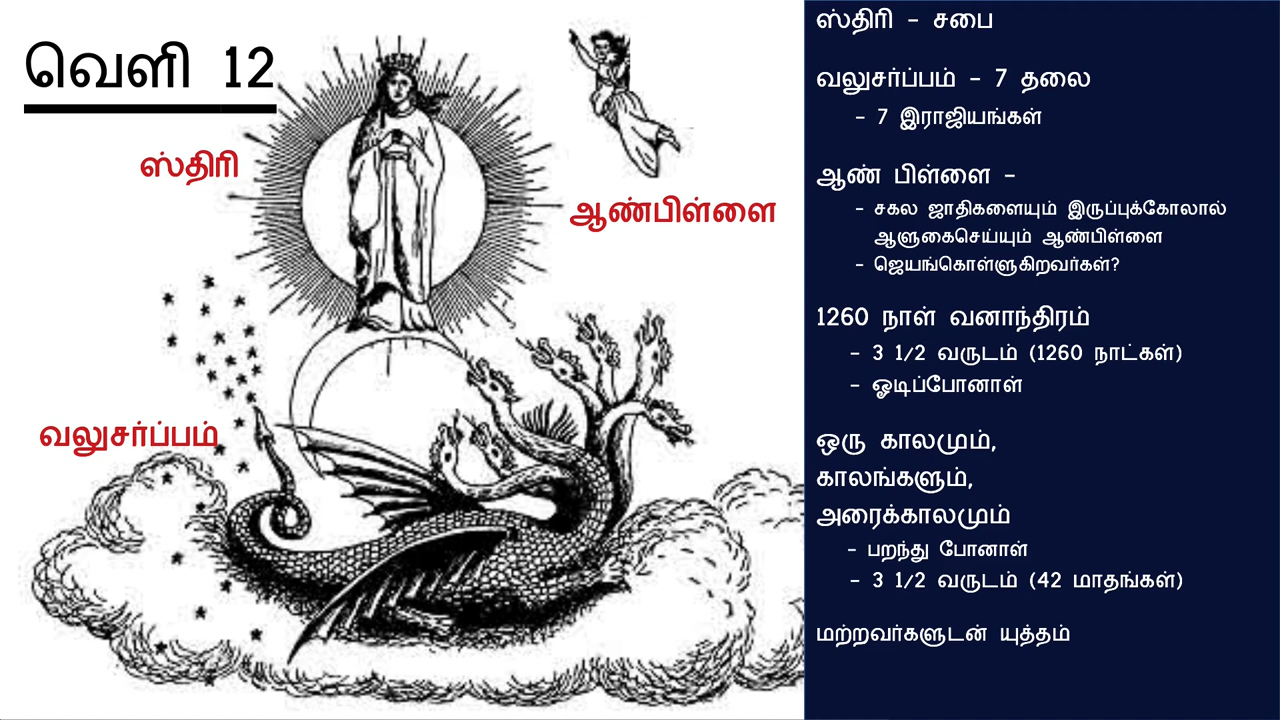 வெளி 12
ஸ்திரி
ஆண்பிள்ளை
வலுசர்ப்பம்
ஸ்திரி - சபை
வலுசர்ப்பம் - 7 தலை
- 7 இராஜியங்கள்
ஆண் பிள்ளை -
- சகல ஜாதிகளையும் இருப்புக்கோலால்
ஆளுகைசெய்யும் ஆண்பிள்ளை
- ஜெயங்கொள்ளுகிறவர்கள்?
1260 நாள் வனாந்திரம்
- 3 1/2 வருடம் (1260 நாட்கள்)
- ஓடிப்போனாள்
ஒரு காலமும்,
காலங்களும்,
அரைக்காலமும்
- பறந்து போனாள்
- 3 1/2 வருடம் (42 மாதங்கள்)
மற்றவர்களுடன் யுத்தம்